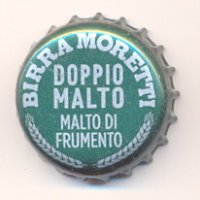 BIRRA MORETTI
DOPPIO
MALTO
MALTO DI
FRUMENTO